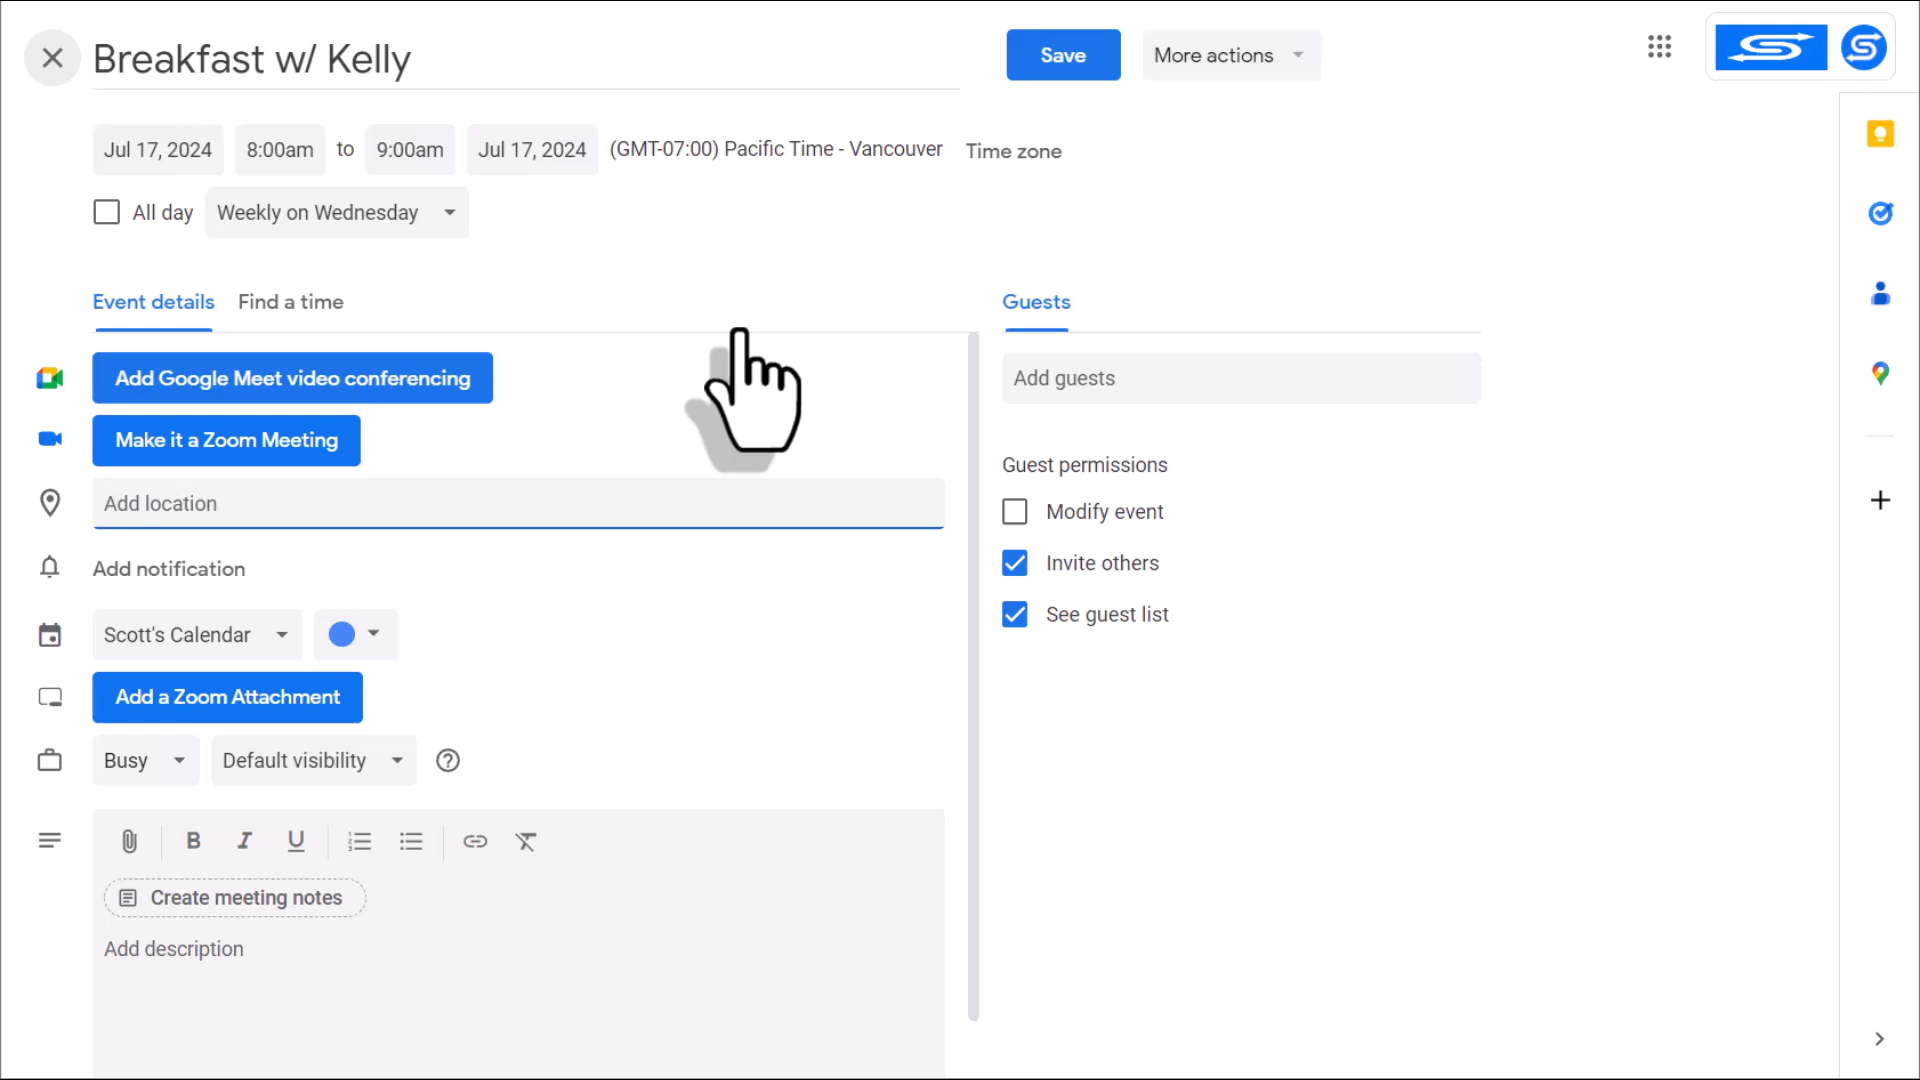 Breakfast w/ Kelly
Save
More actions
Jul 17, 2024 8:00am to 9:00am Jul 17, 2024 (GMT-07:00) Pacific Time - Vancouver Time zone
All day Weekly on Wednesday
Event details Find a time
Guests
Add Google Meet video conferencing
Add guests
Make it a Zoom Meeting
Guest permissions
Add location
Modify event
Add notification
Invite others
Scott's Calendar
See guest list
Add a Zoom Attachment
Busy Default visibility
B I U
Create meeting notes
Add description